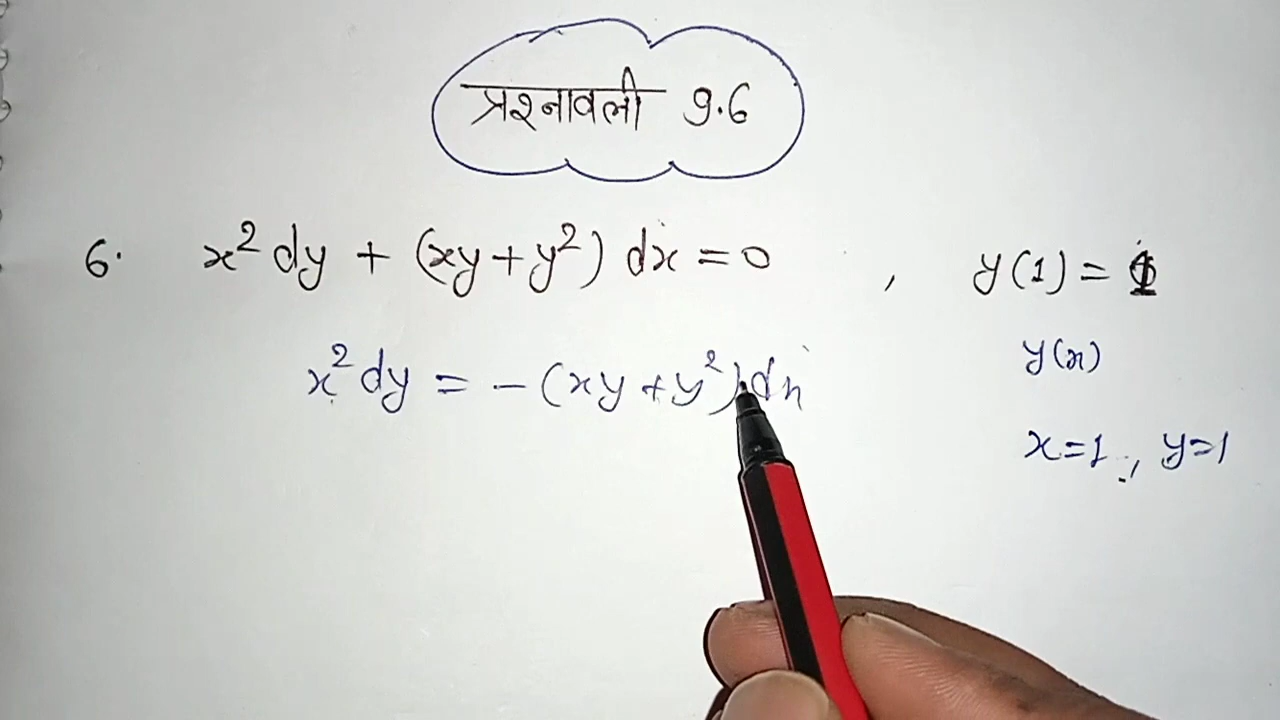 प्रश्नावली 9.6
6. x² dy + (xy + y²) dx = 0 , y(1) = 1
y(x)
x² dy = - (xy + y²) dx
x=1, y=1